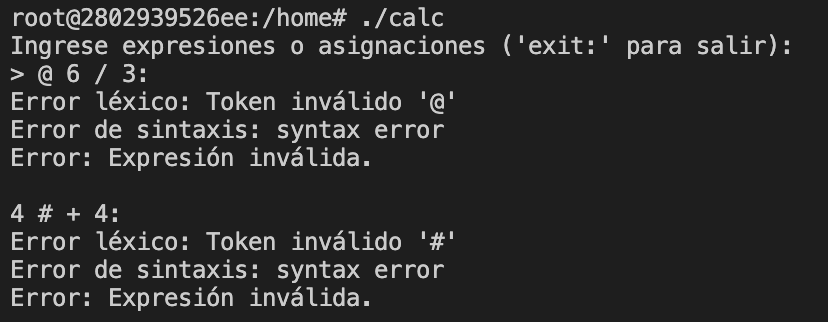 root@2802939526ee:/home# ./calc
Ingrese expresiones o asignaciones ('exit:' para salir):
> @ 6 / 3:
Error léxico: Token inválido '@'
Error de sintaxis: syntax error
Error: Expresión inválida.
4 # + 4:
Error léxico: Token inválido '#'
Error de sintaxis: syntax error
Error: Expresión inválida.